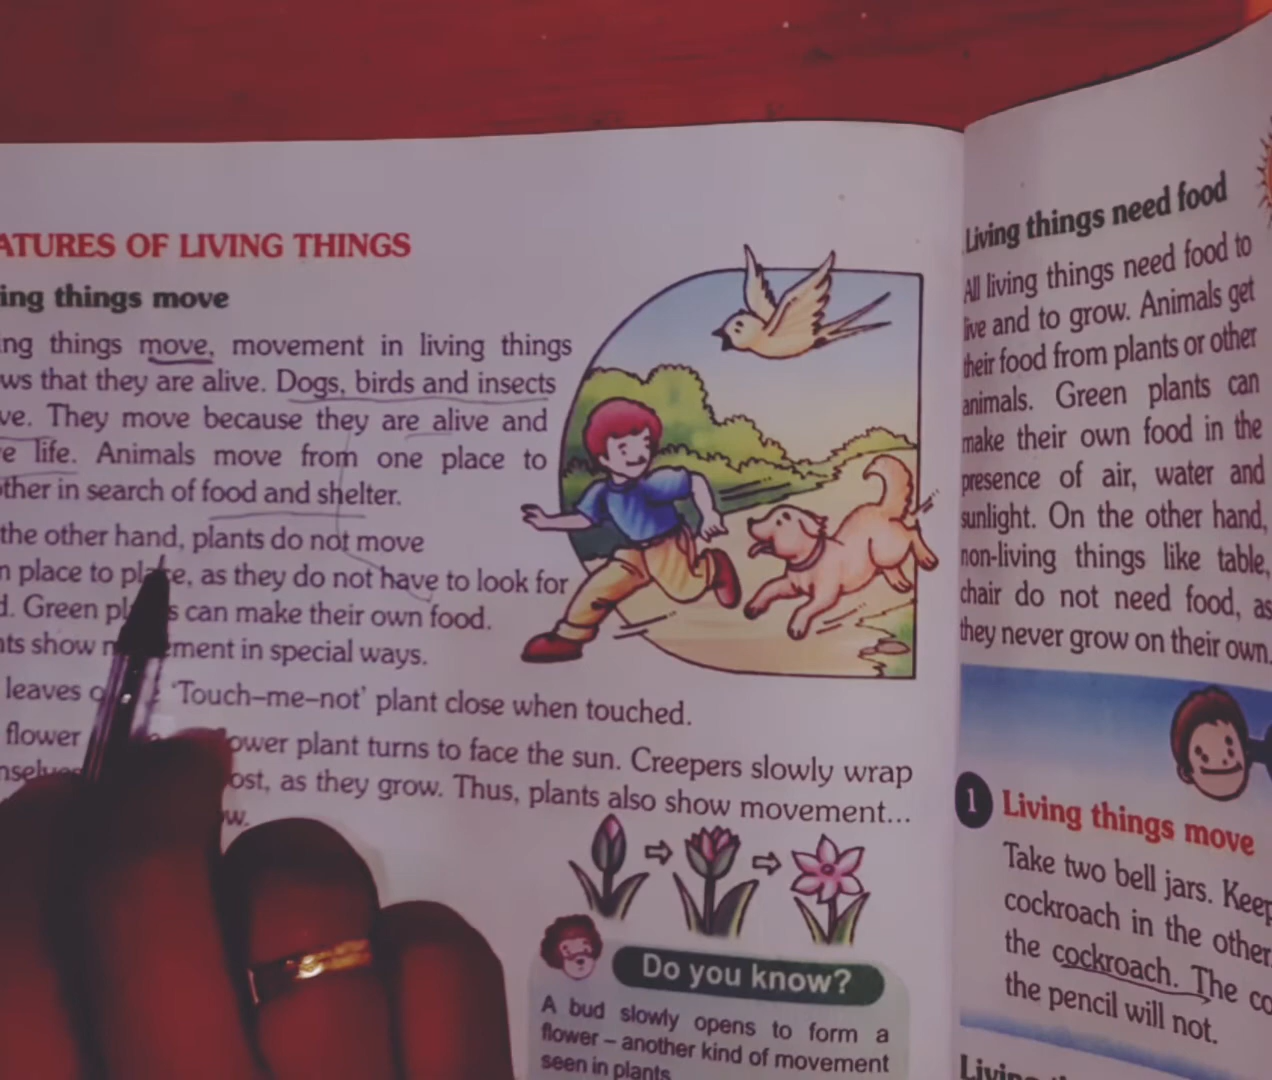 ATURES OF LIVING THINGS
ing things move
ing things move, movement in living things
ws that they are alive. Dogs, birds and insects
ve. They move because they are alive and
e life. Animals move from one place to
other in search of food and shelter.
the other hand, plants do not move
n place to place, as they do not have to look for
d. Green plants can make their own food.
nts show movement in special ways.
leaves 'Touch–me–not' plant close when touched.
flower ower plant turns to face the sun. Creepers slowly wrap
ost, as they grow. Thus, plants also show movement...
w.
Do you know?
A bud slowly opens to form a
flower – another kind of movement
seen in plants
Living things need food
All living things need food to
live and to grow. Animals get
their food from plants or other
animals. Green plants can
make their own food in the
presence of air, water and
sunlight. On the other hand,
non-living things like table,
chair do not need food, as
they never grow on their own.
1 Living things move
Take two bell jars. Keep
cockroach in the other.
the cockroach. The co
the pencil will not.
Living